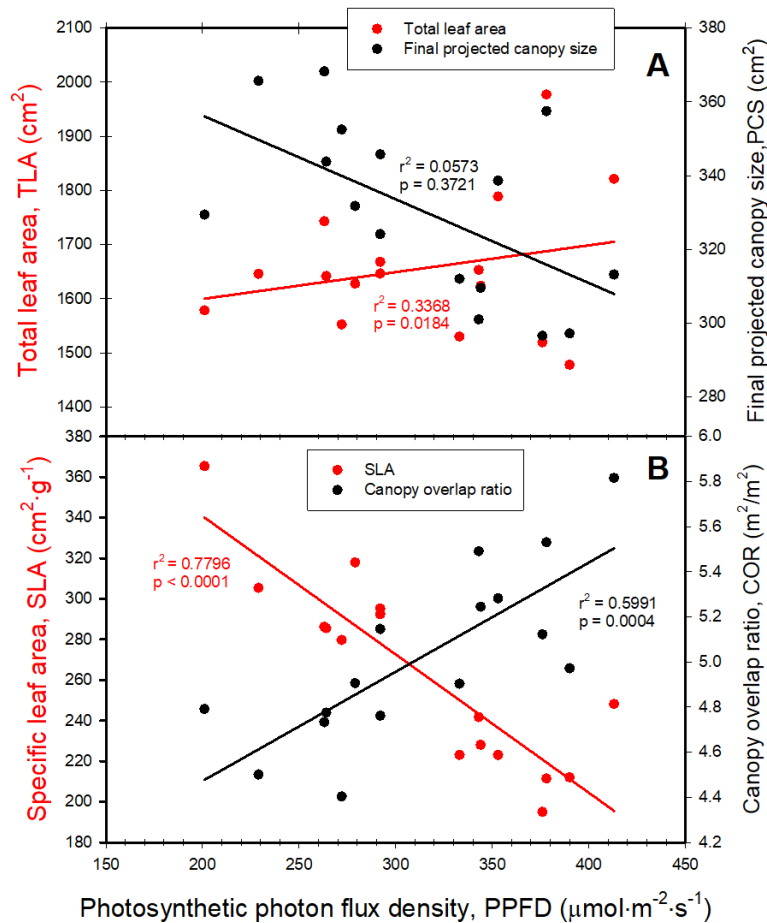 Total leaf area
Final projected canopy size
A
2100
2000
1900
1800
1700
1600
1500
1400
380
360
340
320
300
280
Total leaf area, TLA (cm²)
Final projected canopy size,PCS (cm²)
r² = 0.0573
p = 0.3721
r² = 0.3368
p = 0.0184
SLA
Canopy overlap ratio
B
380
360
340
320
300
280
260
240
220
200
180
6.0
5.8
5.6
5.4
5.2
5.0
4.8
4.6
4.4
4.2
Specific leaf area, SLA (cm²·g⁻¹)
Canopy overlap ratio, COR (m²/m²)
r² = 0.7796
p < 0.0001
r² = 0.5991
p = 0.0004
150 200 250 300 350 400 450
Photosynthetic photon flux density, PPFD (μmol·m⁻²·s⁻¹)